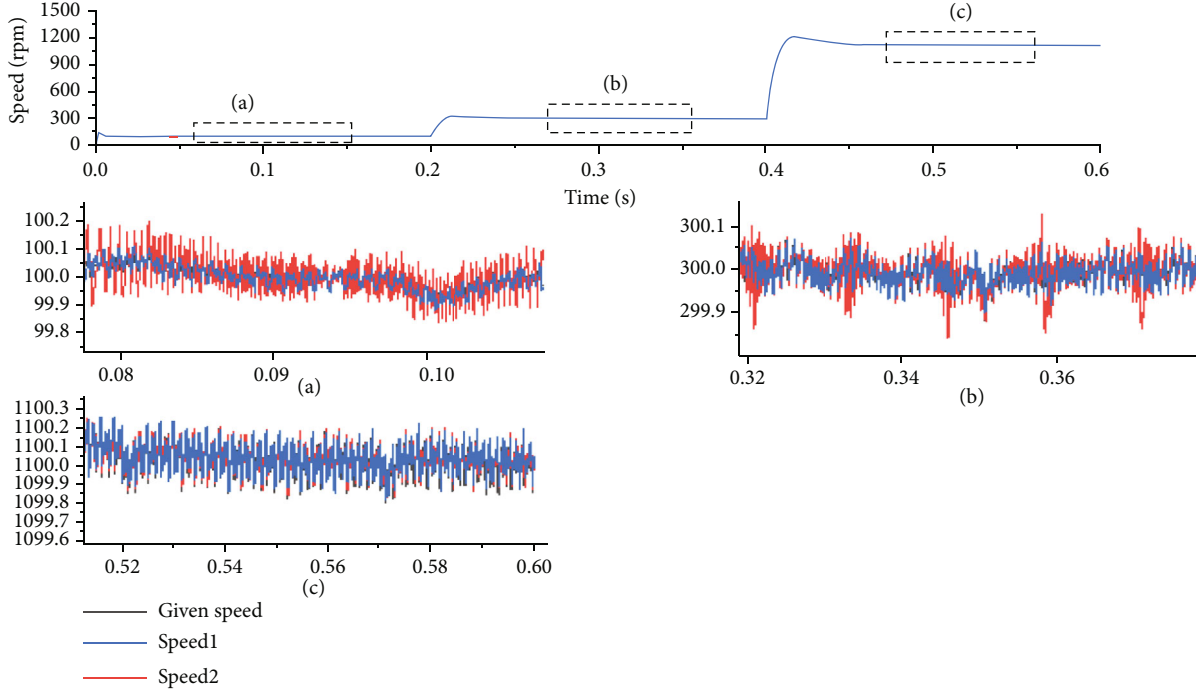 1500
1200
900
600
300
0
Speed (rpm)
(a)
(b)
(c)
0.0 0.1 0.2 0.3 0.4 0.5 0.6
Time (s)
100.2
100.1
100.0
99.9
99.8
0.08 0.09 0.10
(a)
300.1
300.0
299.9
0.32 0.34 0.36
(b)
1100.3
1100.2
1100.1
1100.0
1099.9
1099.8
1099.7
1099.6
0.52 0.54 0.56 0.58 0.60
(c)
Given speed
Speed1
Speed2